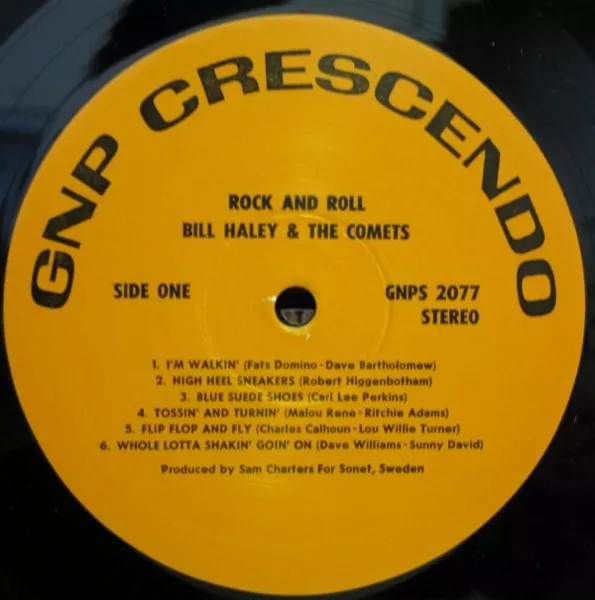 GNP CRESCENDO
ROCK AND ROLL
BILL HALEY & THE COMETS
SIDE ONE
GNPS 2077
STEREO
1. I'M WALKIN' (Fats Domino - Dave Bartholomew)
2. HIGH HEEL SNEAKERS (Robert Higgenbotham)
3. BLUE SUEDE SHOES (Carl Lee Perkins)
4. TOSSIN' AND TURNIN' (Malou Rene - Ritchie Adams)
5. FLIP FLOP AND FLY (Charles Calhoun - Lou Willie Turner)
6. WHOLE LOTTA SHAKIN' GOIN' ON (Dave Williams - Sunny David)
Produced by Sam Charters For Sonet, Sweden